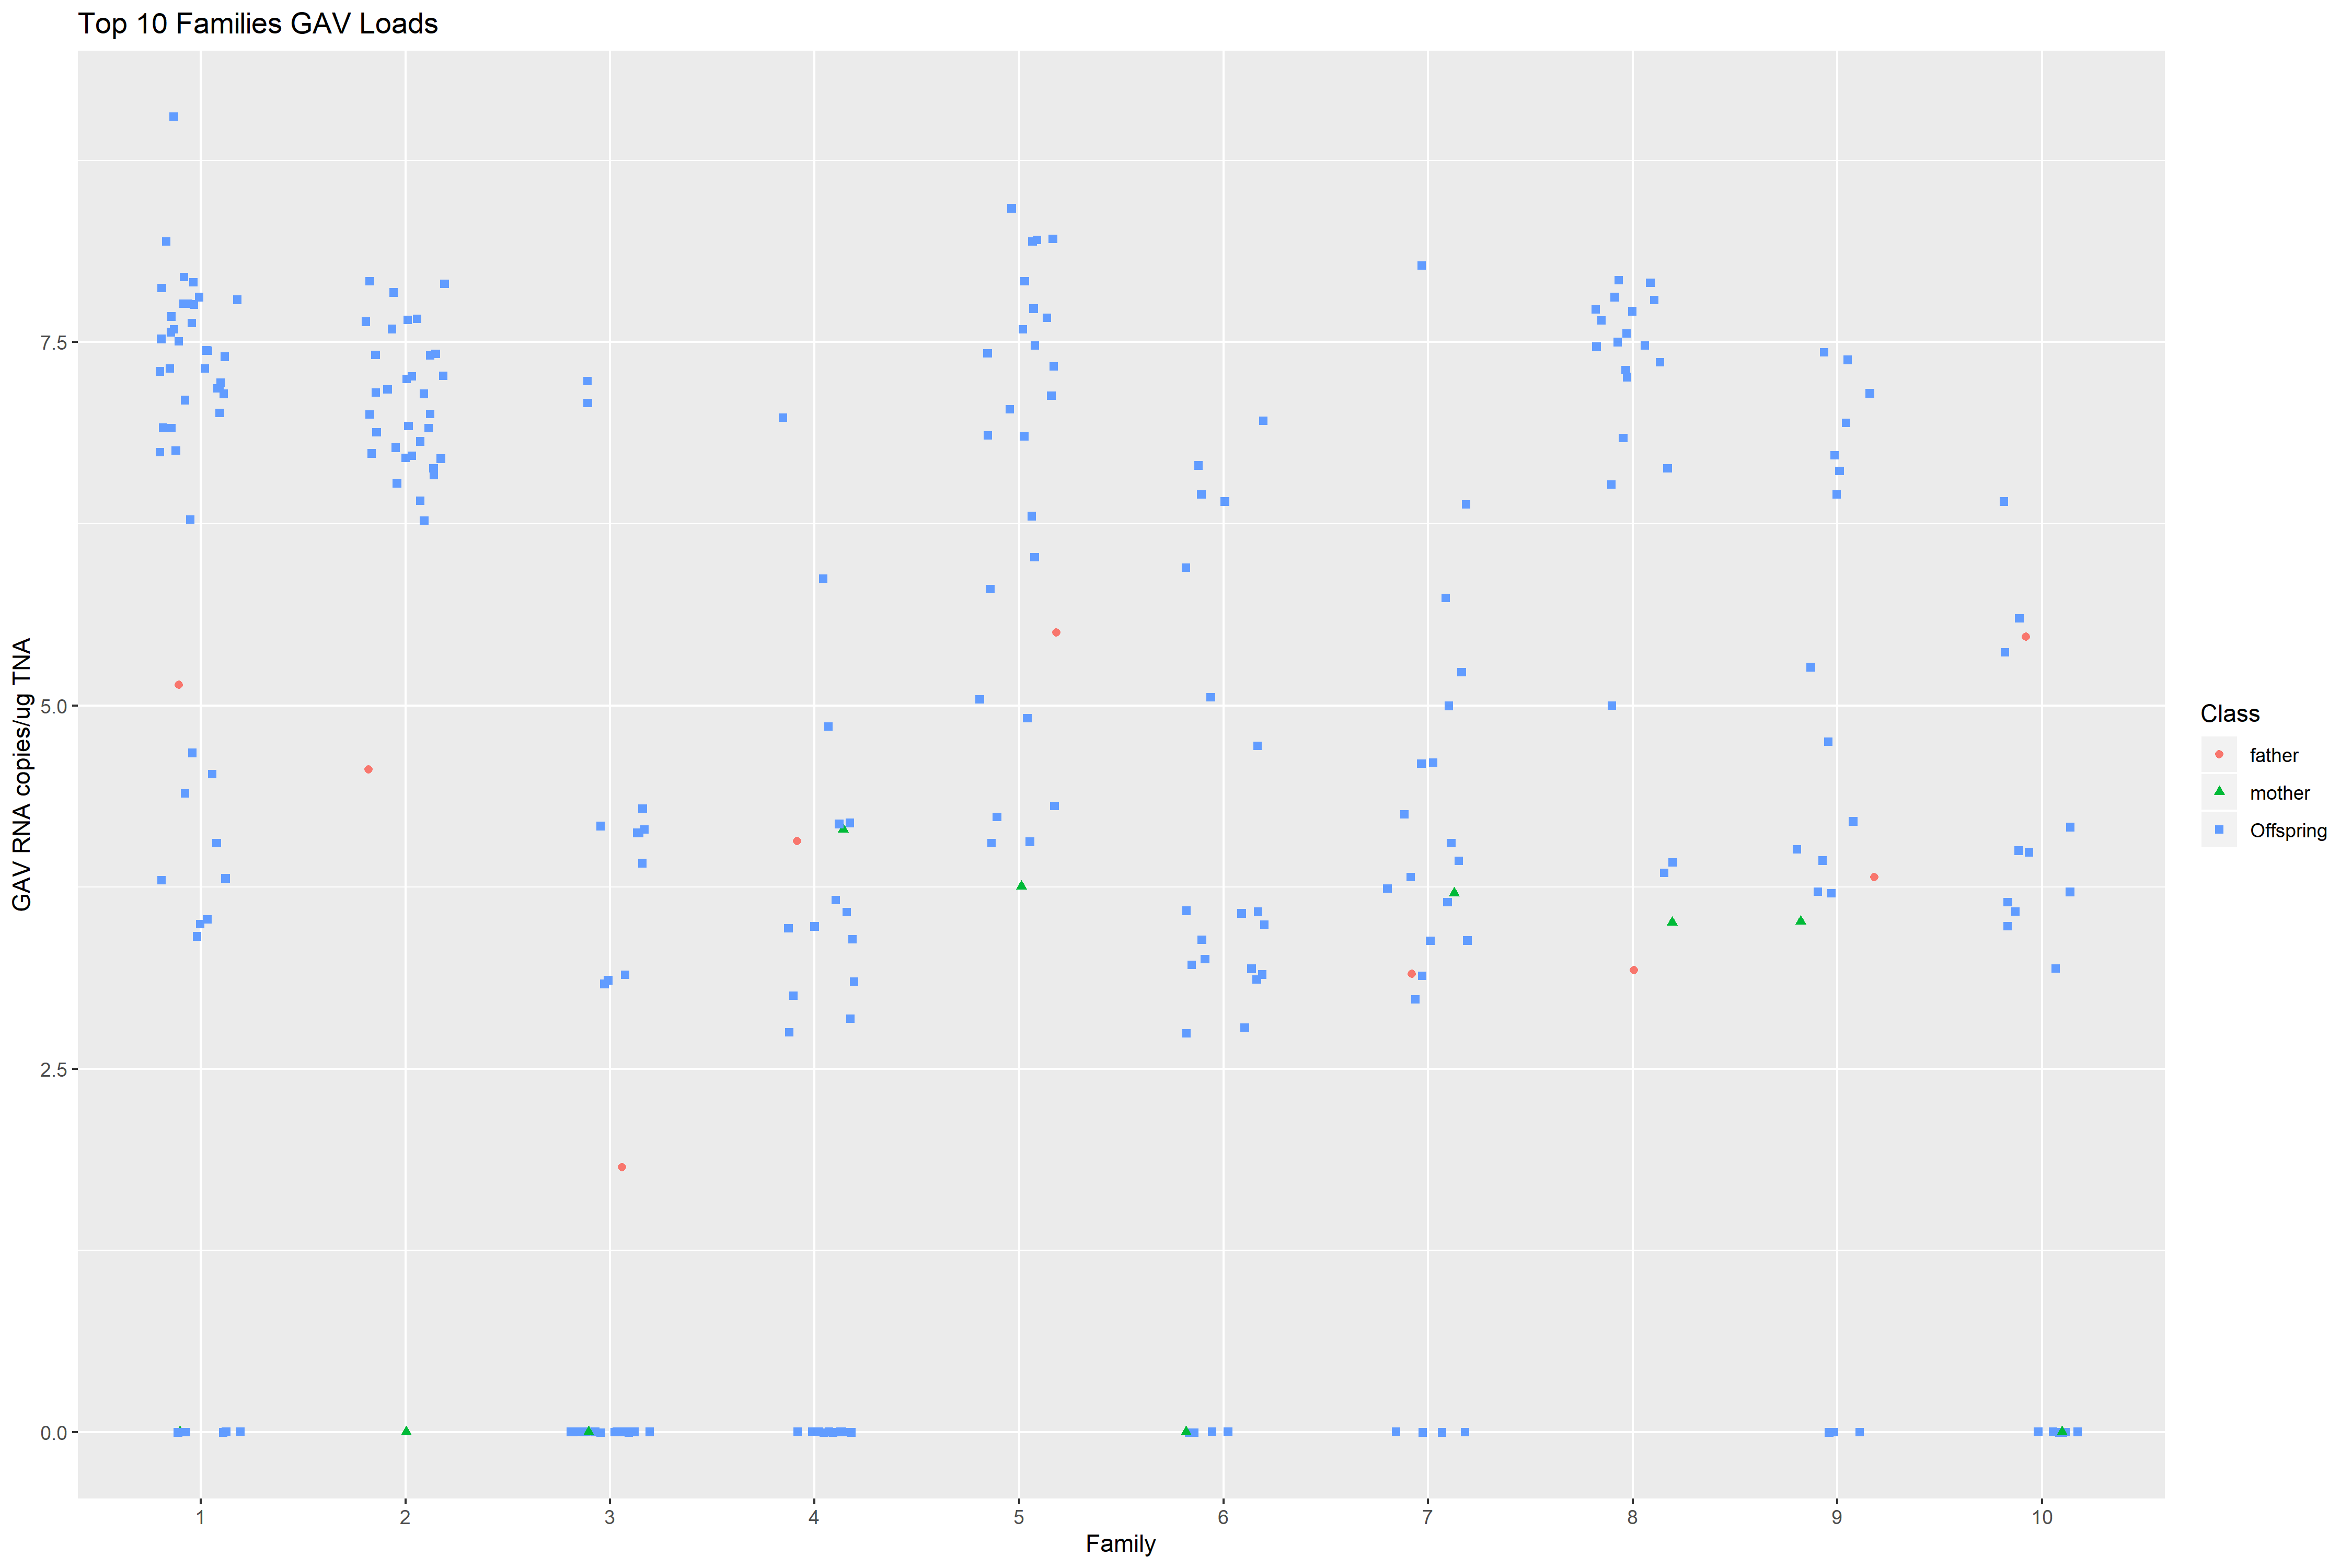 Top 10 Families GAV Loads
GAV RNA copies/ug TNA
7.5
5.0
2.5
0.0
1 2 3 4 5 6 7 8 9 10
Family
Class
father
mother
Offspring